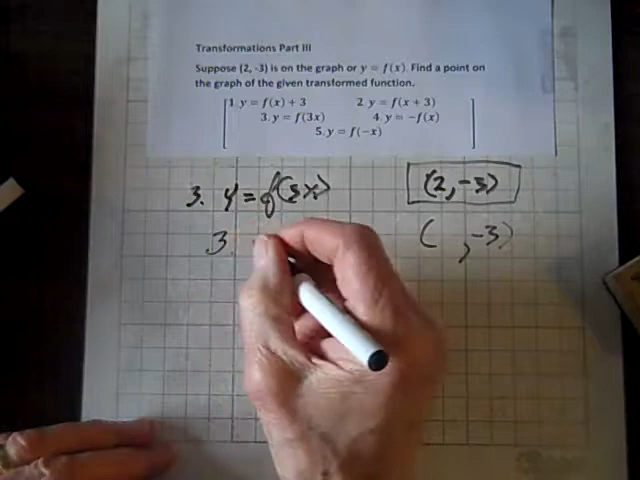 Transformations Part III
Suppose (2, -3) is on the graph or y = f(x). Find a point on
the graph of the given transformed function.
1. y = f(x) + 3 2. y = f(x + 3)
3. y = f(3x) 4. y = -f(x)
5. y = f(-x)
3. y = f(3x) (2, -3)
3. ( , -3)